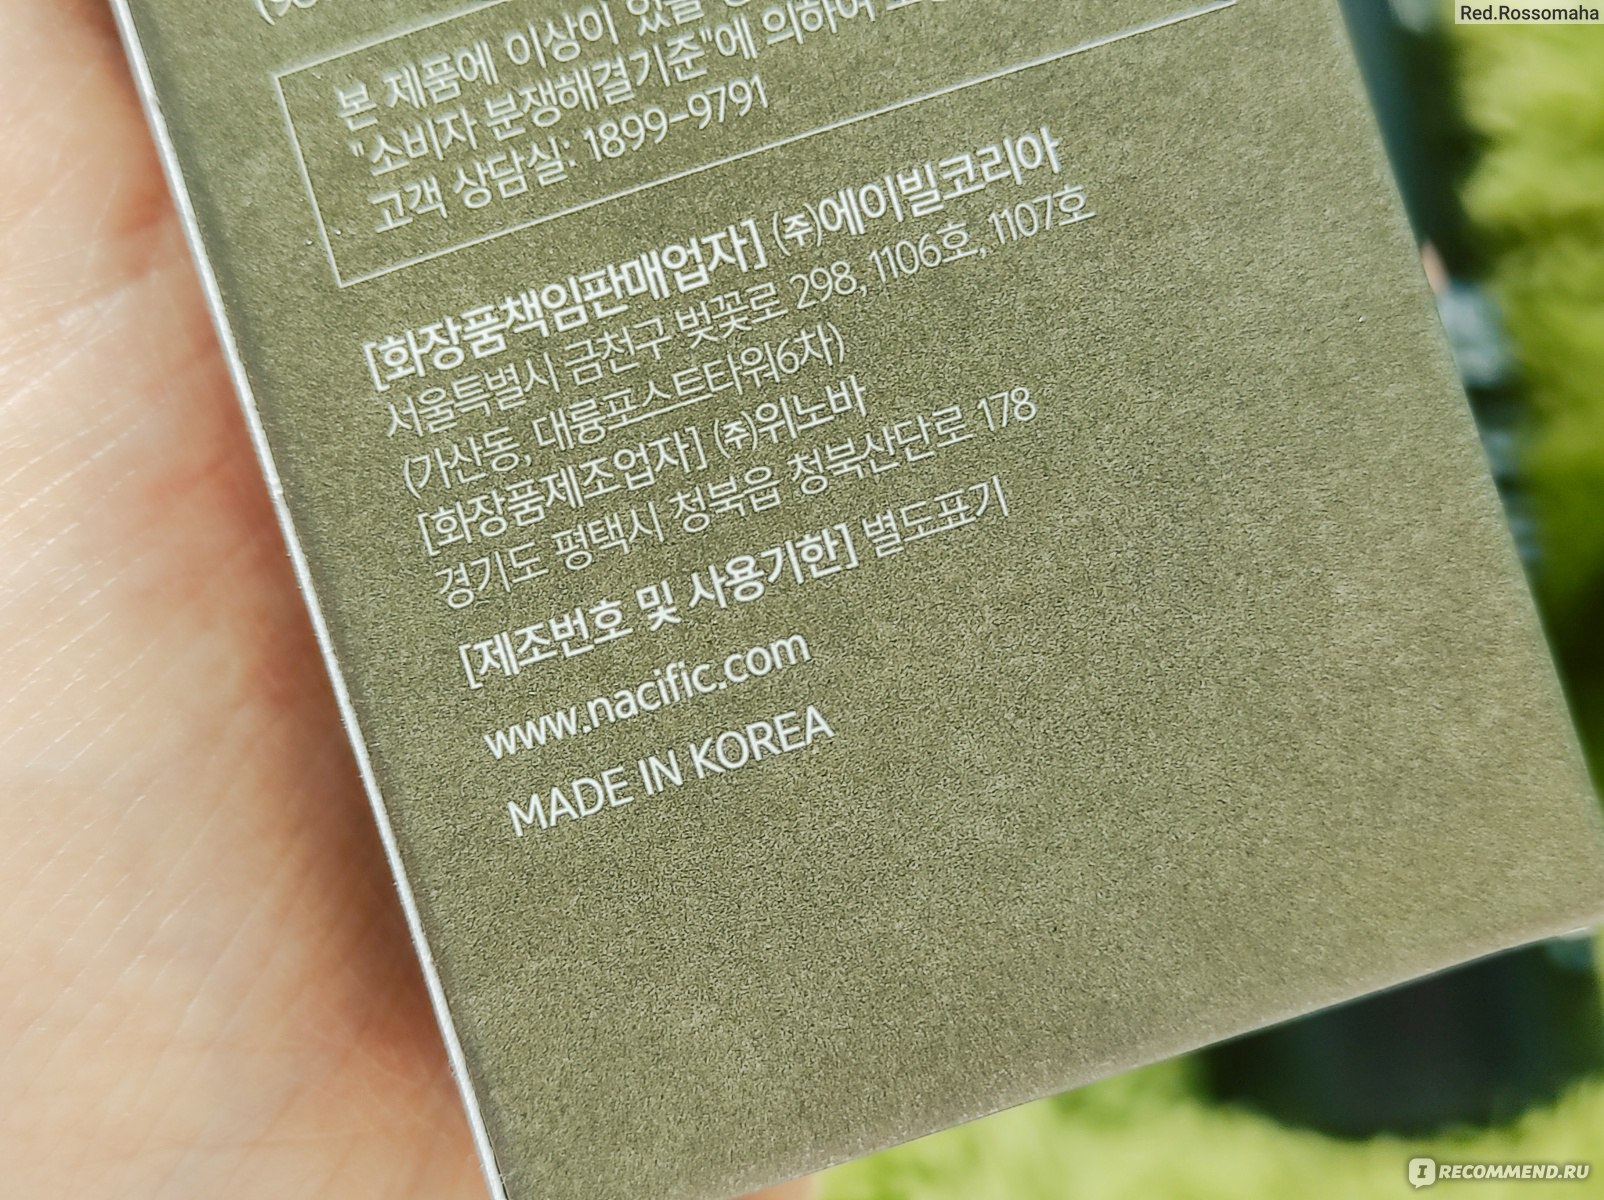 Red.Rossomaha
본 제품에 이상이 있을
"소비자 분쟁해결기준"에 의하여
고객 상담실: 1899-9791
[화장품책임판매업자] (주)에이빌코리아
서울특별시 금천구 벚꽃로 298, 1106호, 1107호
(가산동, 대륭포스트타워6차)
[화장품제조업자] (주)위노바
경기도 평택시 청북읍 청북산단로 178
[제조번호 및 사용기한] 별도표기
www.nacific.com
MADE IN KOREA
I RECOMMEND.RU